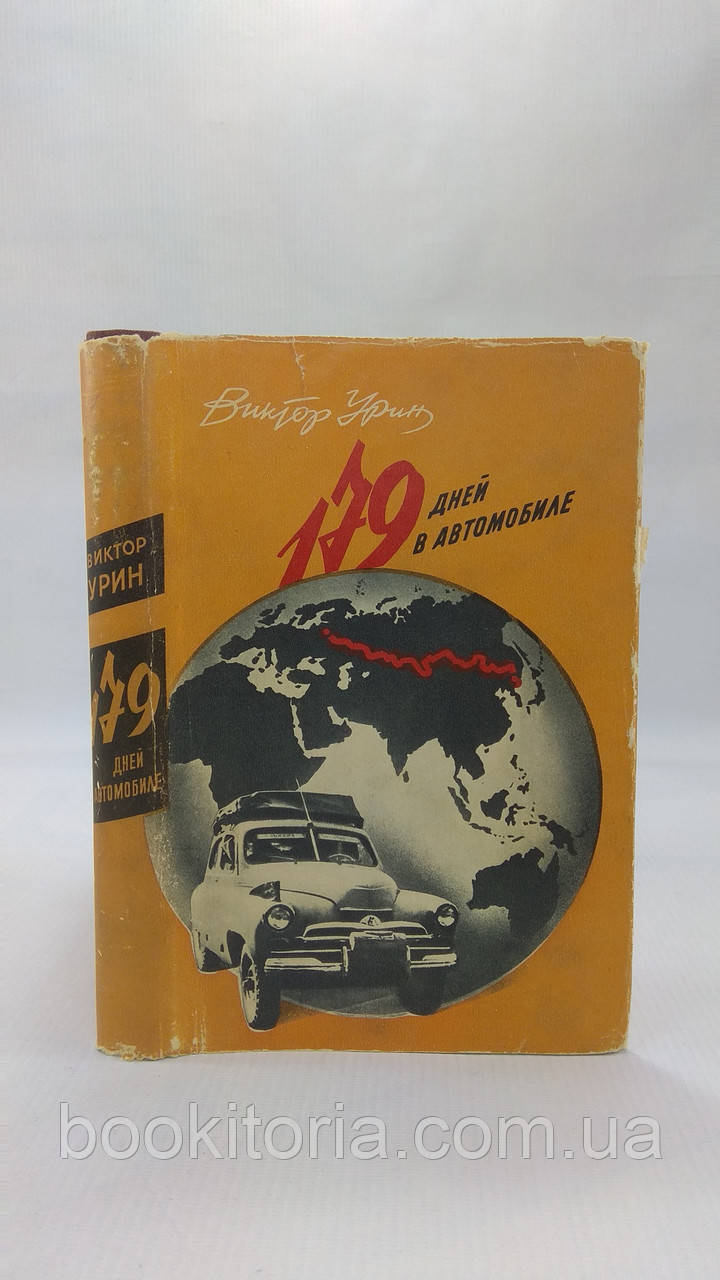 Виктор Урин
179
ДНЕЙ
В АВТОМОБИЛЕ
ВИКТОР
УРИН
179
ДНЕЙ
АВТОМОБИЛЕ
bookitoria.com.ua